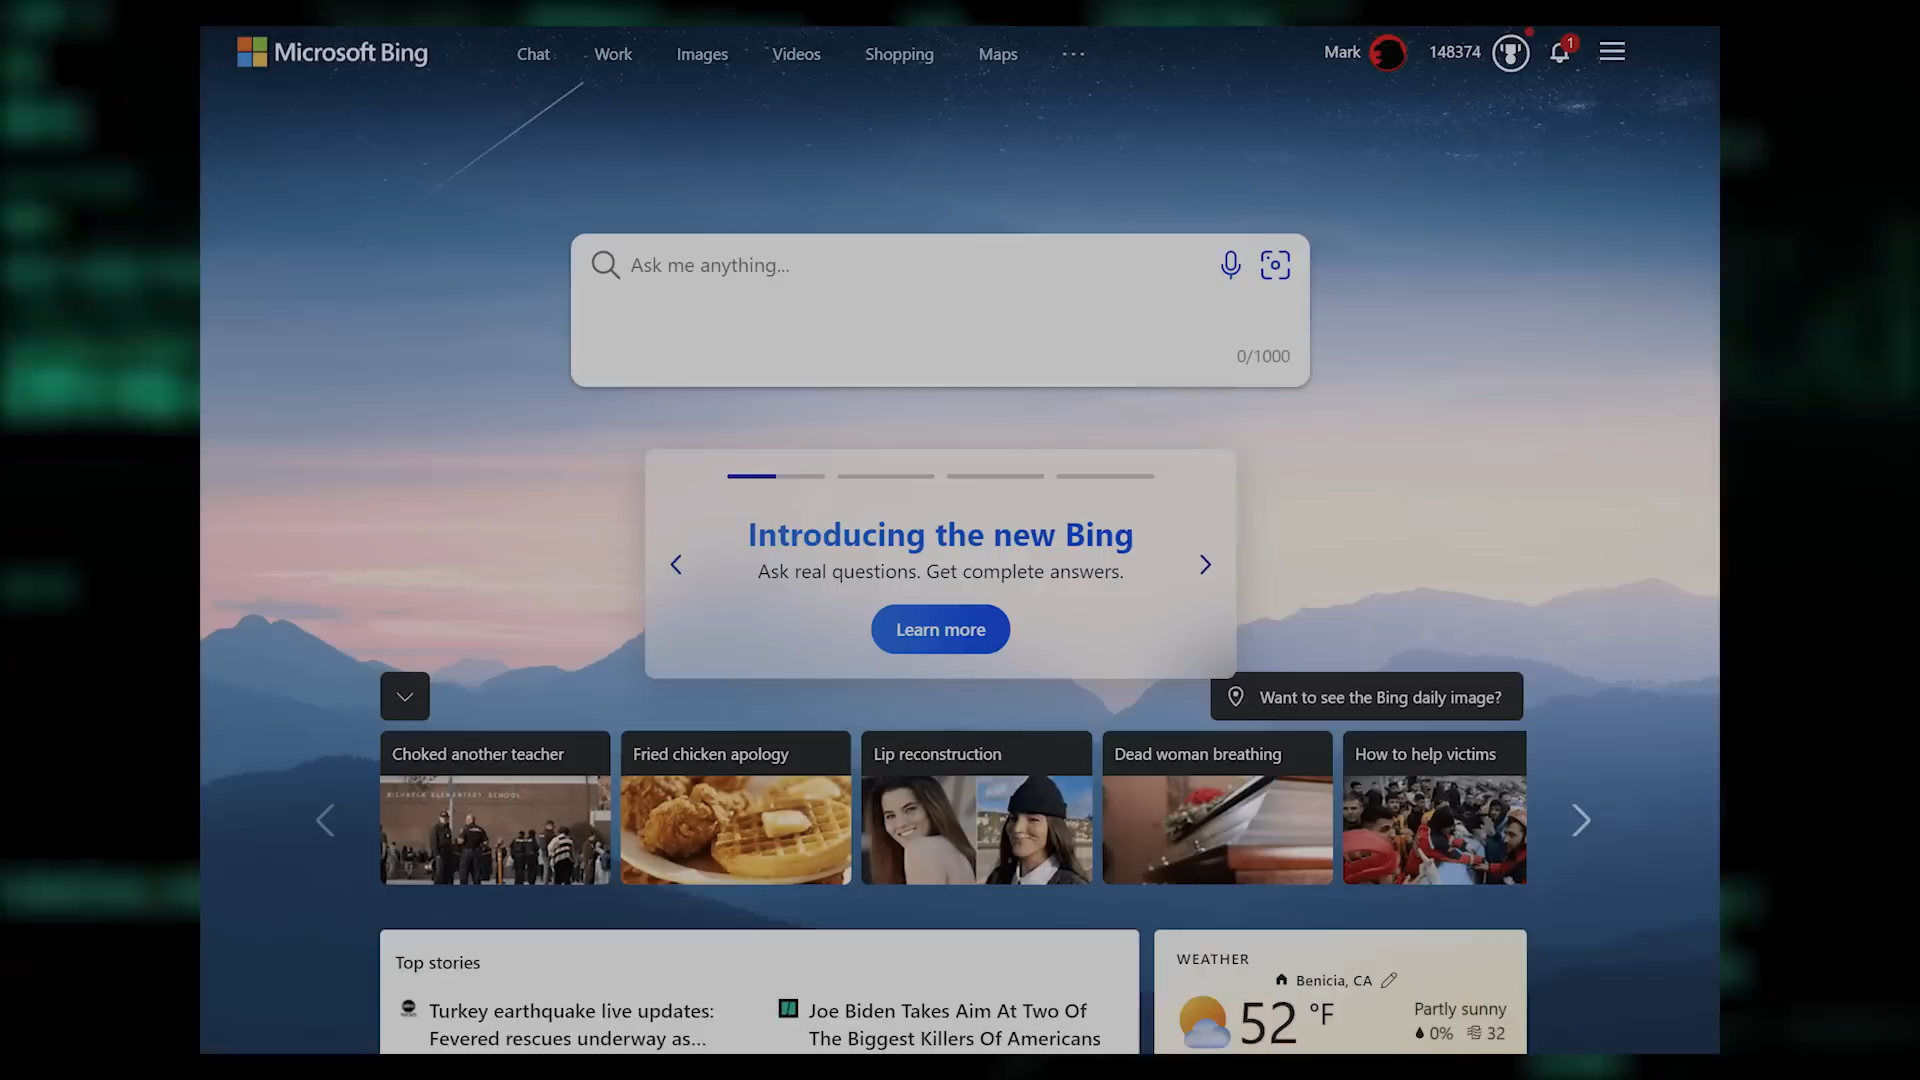 Microsoft Bing
Chat
Work
Images
Videos
Shopping
Maps
Mark
148374
1
Ask me anything...
0/1000
Introducing the new Bing
Ask real questions. Get complete answers.
Learn more
Want to see the Bing daily image?
Choked another teacher
Fried chicken apology
Lip reconstruction
Dead woman breathing
How to help victims
RICHNECK ELEMENTARY SCHOOL
Top stories
Turkey earthquake live updates:
Fevered rescues underway as...
Joe Biden Takes Aim At Two Of
The Biggest Killers Of Americans
WEATHER
Benicia, CA
52 °F
Partly sunny
0% 32